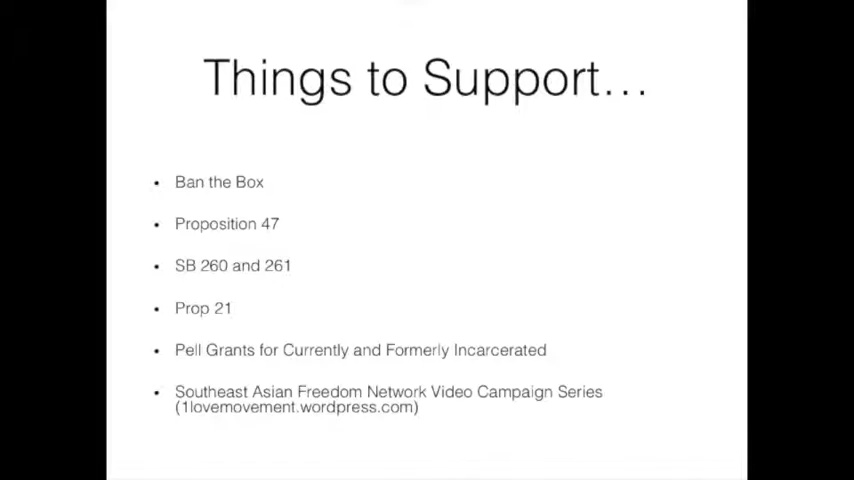 Things to Support…
• Ban the Box
• Proposition 47
• SB 260 and 261
• Prop 21
• Pell Grants for Currently and Formerly Incarcerated
• Southeast Asian Freedom Network Video Campaign Series
(1lovemovement.wordpress.com)